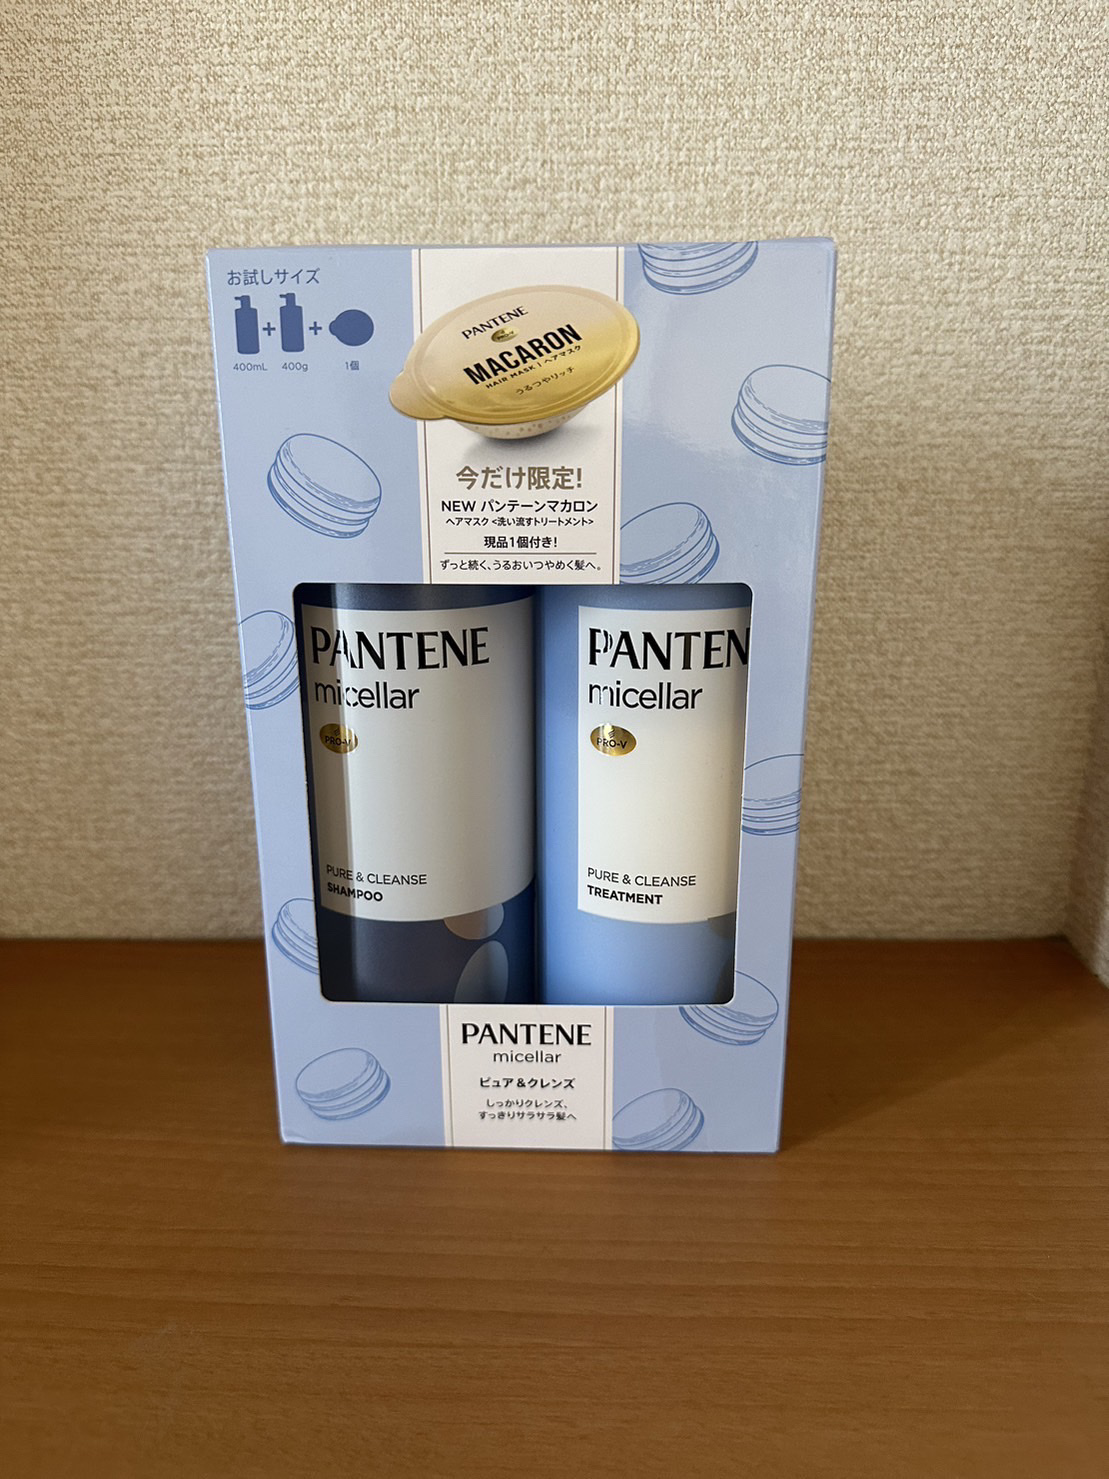 お試しサイズ
400mL
+
400g
+
1個
PANTENE
PRO-V
MACARON
HAIR MASK | ヘアマスク
うるつやリッチ
今だけ限定!
NEW パンテーンマカロン
ヘアマスク <洗い流すトリートメント>
現品1個付き!
ずっと続く、うるおいつやめく髪へ。
PANTENE
micellar
PRO-V
PURE & CLEANSE
SHAMPOO
PANTEN
micellar
PRO-V
PURE & CLEANSE
TREATMENT
PANTENE
micellar
ピュア&クレンズ
しっかりクレンズ、
すっきりサラサラ髪へ